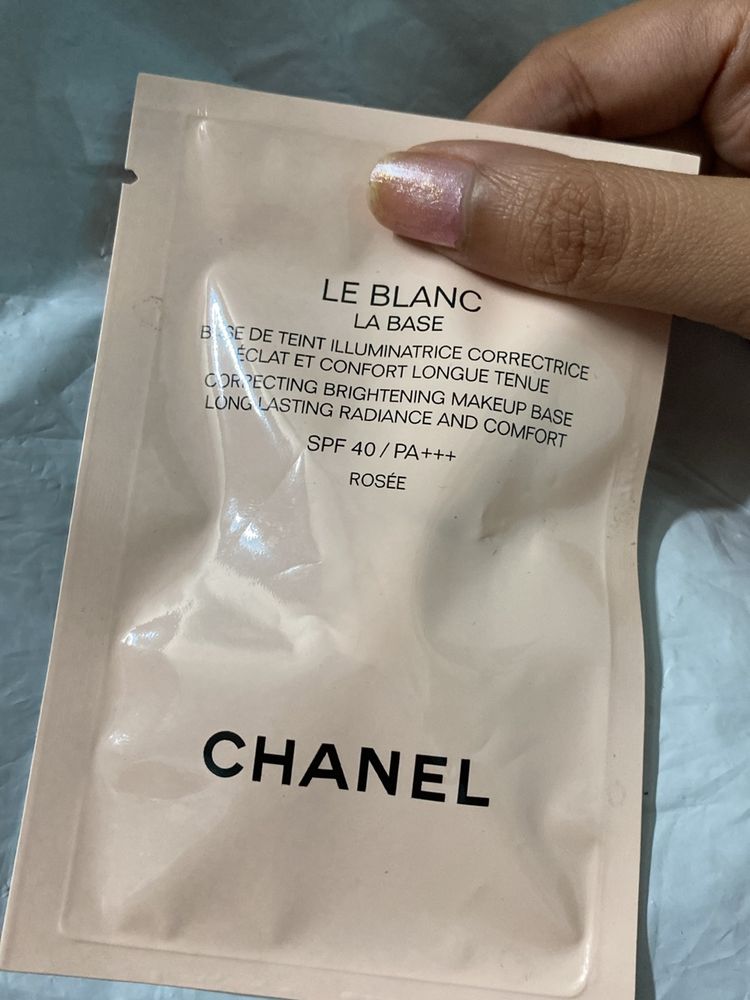 LE BLANC
LA BASE
BASE DE TEINT ILLUMINATRICE CORRECTRICE
ÉCLAT ET CONFORT LONGUE TENUE
CORRECTING BRIGHTENING MAKEUP BASE
LONG LASTING RADIANCE AND COMFORT
SPF 40 / PA+++
ROSÉE
CHANEL